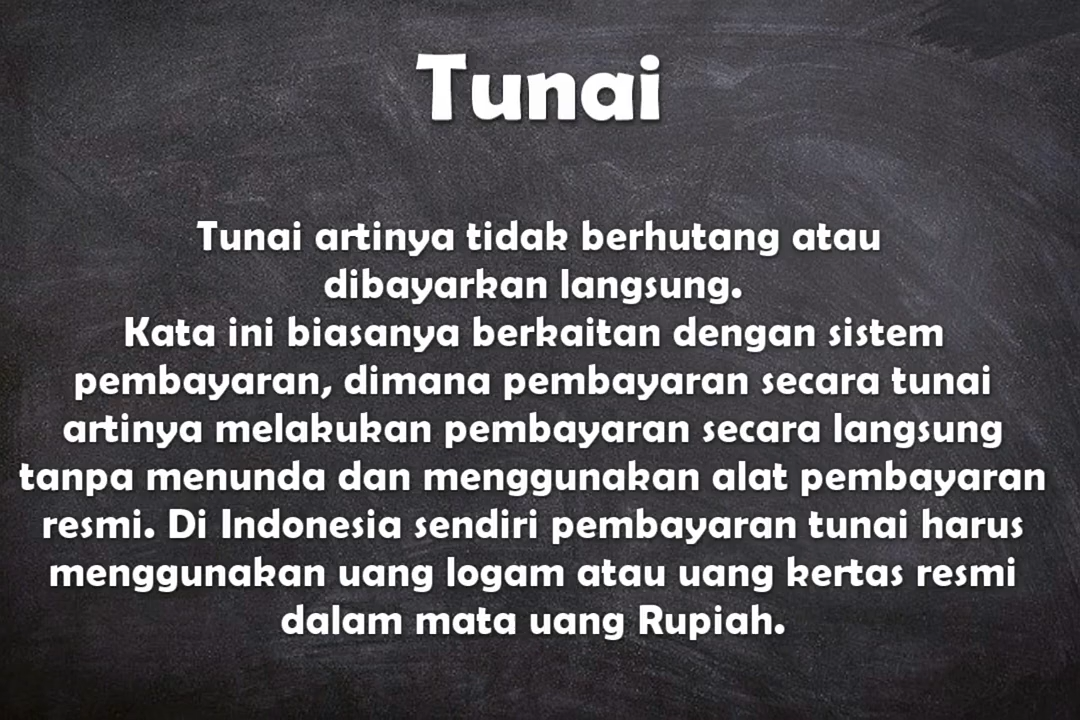 Tunai
Tunai artinya tidak berhutang atau
dibayarkan langsung.
Kata ini biasanya berkaitan dengan sistem
pembayaran, dimana pembayaran secara tunai
artinya melakukan pembayaran secara langsung
tanpa menunda dan menggunakan alat pembayaran
resmi. Di Indonesia sendiri pembayaran tunai harus
menggunakan uang logam atau uang kertas resmi
dalam mata uang Rupiah.